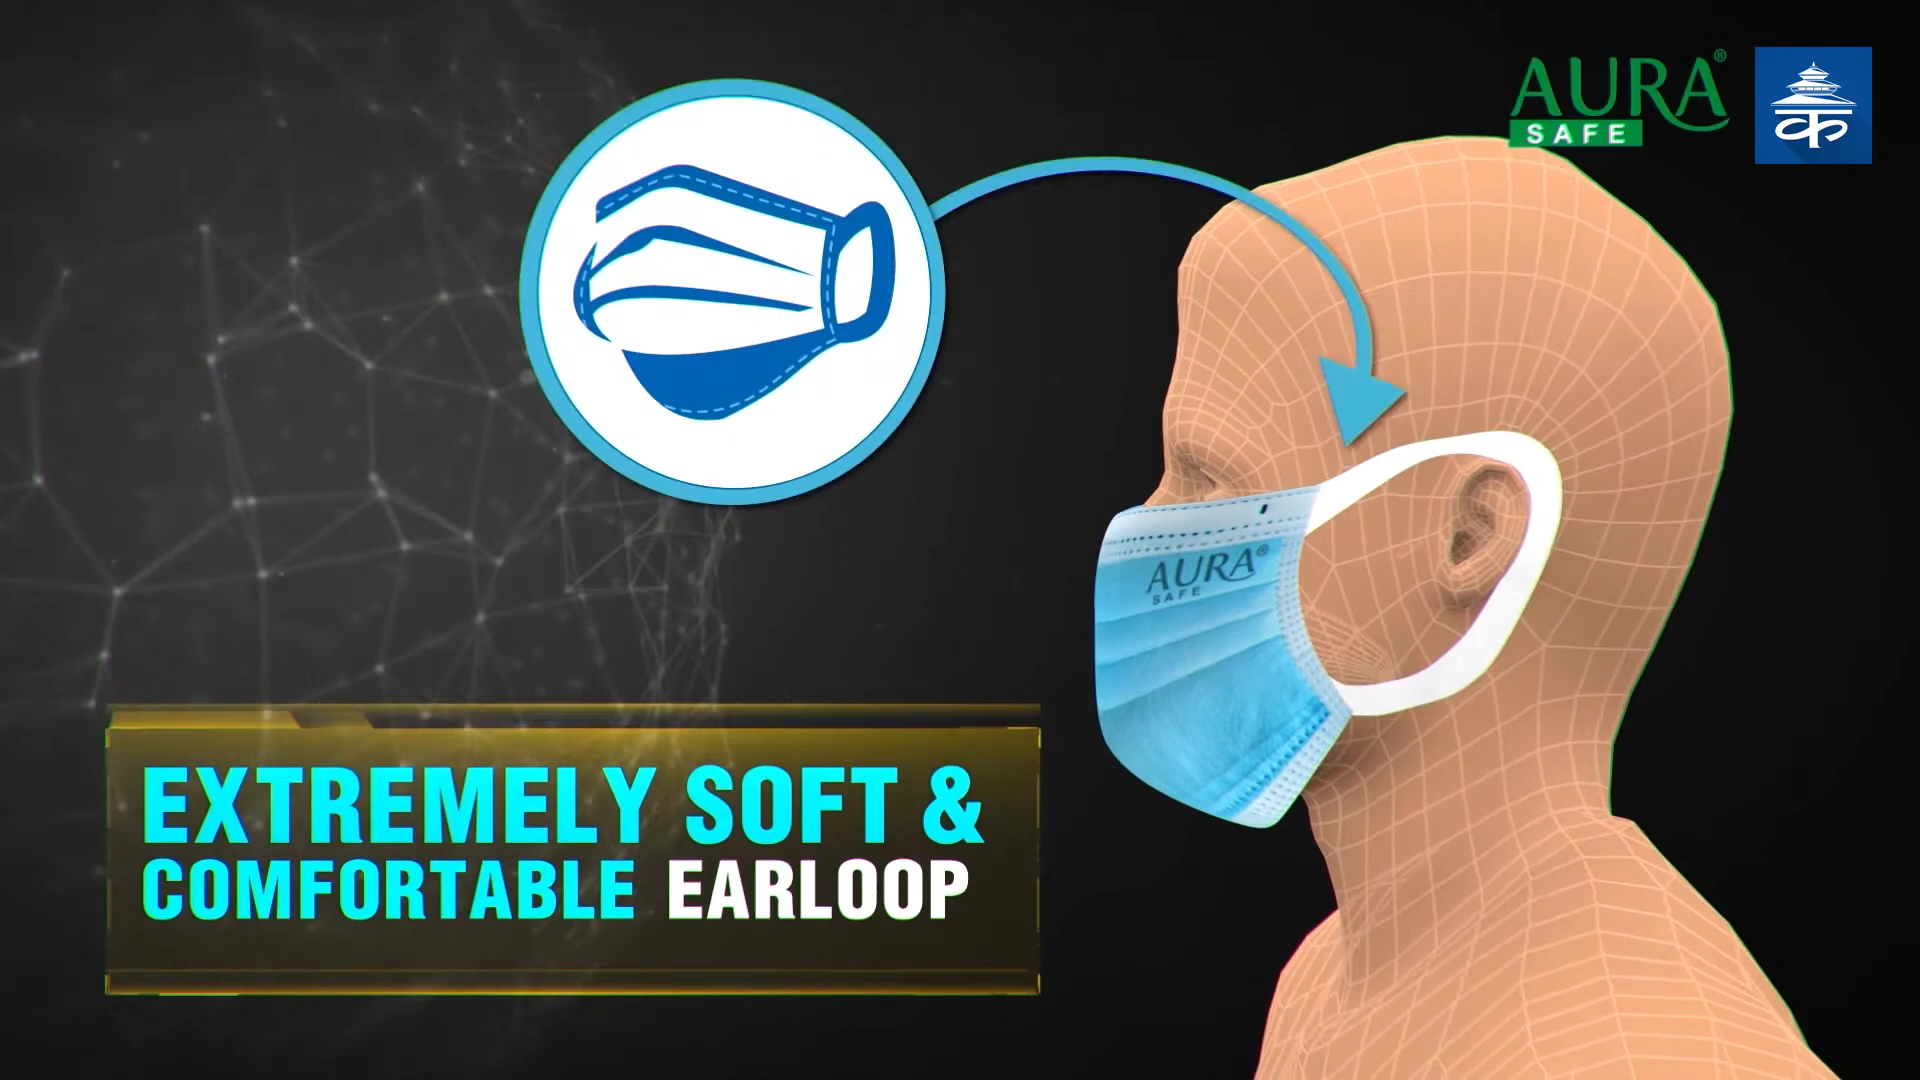 AURA®
SAFE
क
AURA®
SAFE
EXTREMELY SOFT &
COMFORTABLE EARLOOP